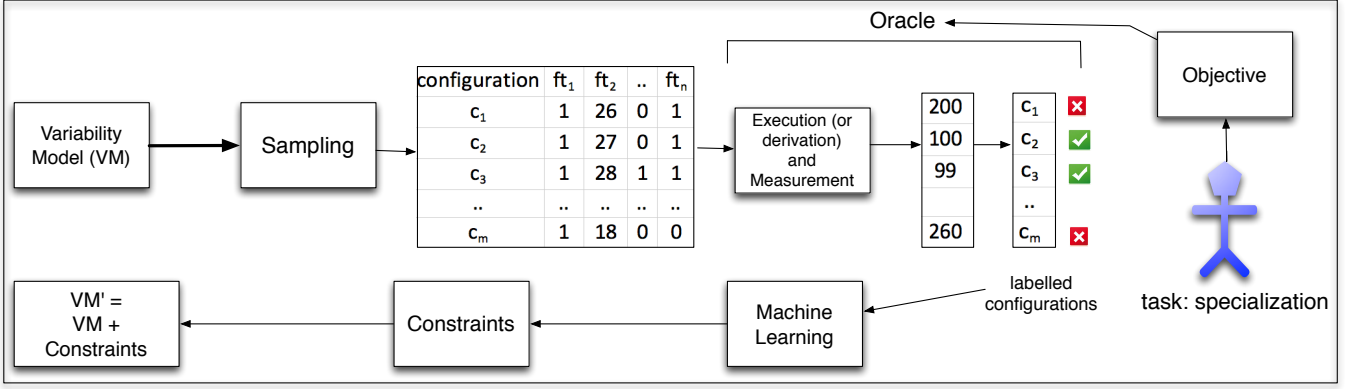 Oracle
Objective
Variability
Model (VM)
Sampling
configuration ft₁ ft₂ .. ftₙ
c₁ 1 26 0 1
c₂ 1 27 0 1
c₃ 1 28 1 1
.. .. .. .. ..
cₘ 1 18 0 0
Execution (or
derivation)
and
Measurement
200
100
99
260
c₁
c₂
c₃
..
cₘ
labelled
configurations
task: specialization
VM' =
VM +
Constraints
Constraints
Machine
Learning